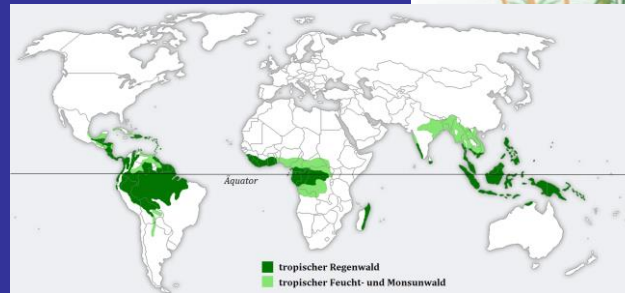 Äquator
tropischer Regenwald
tropischer Feucht- und Monsunwald